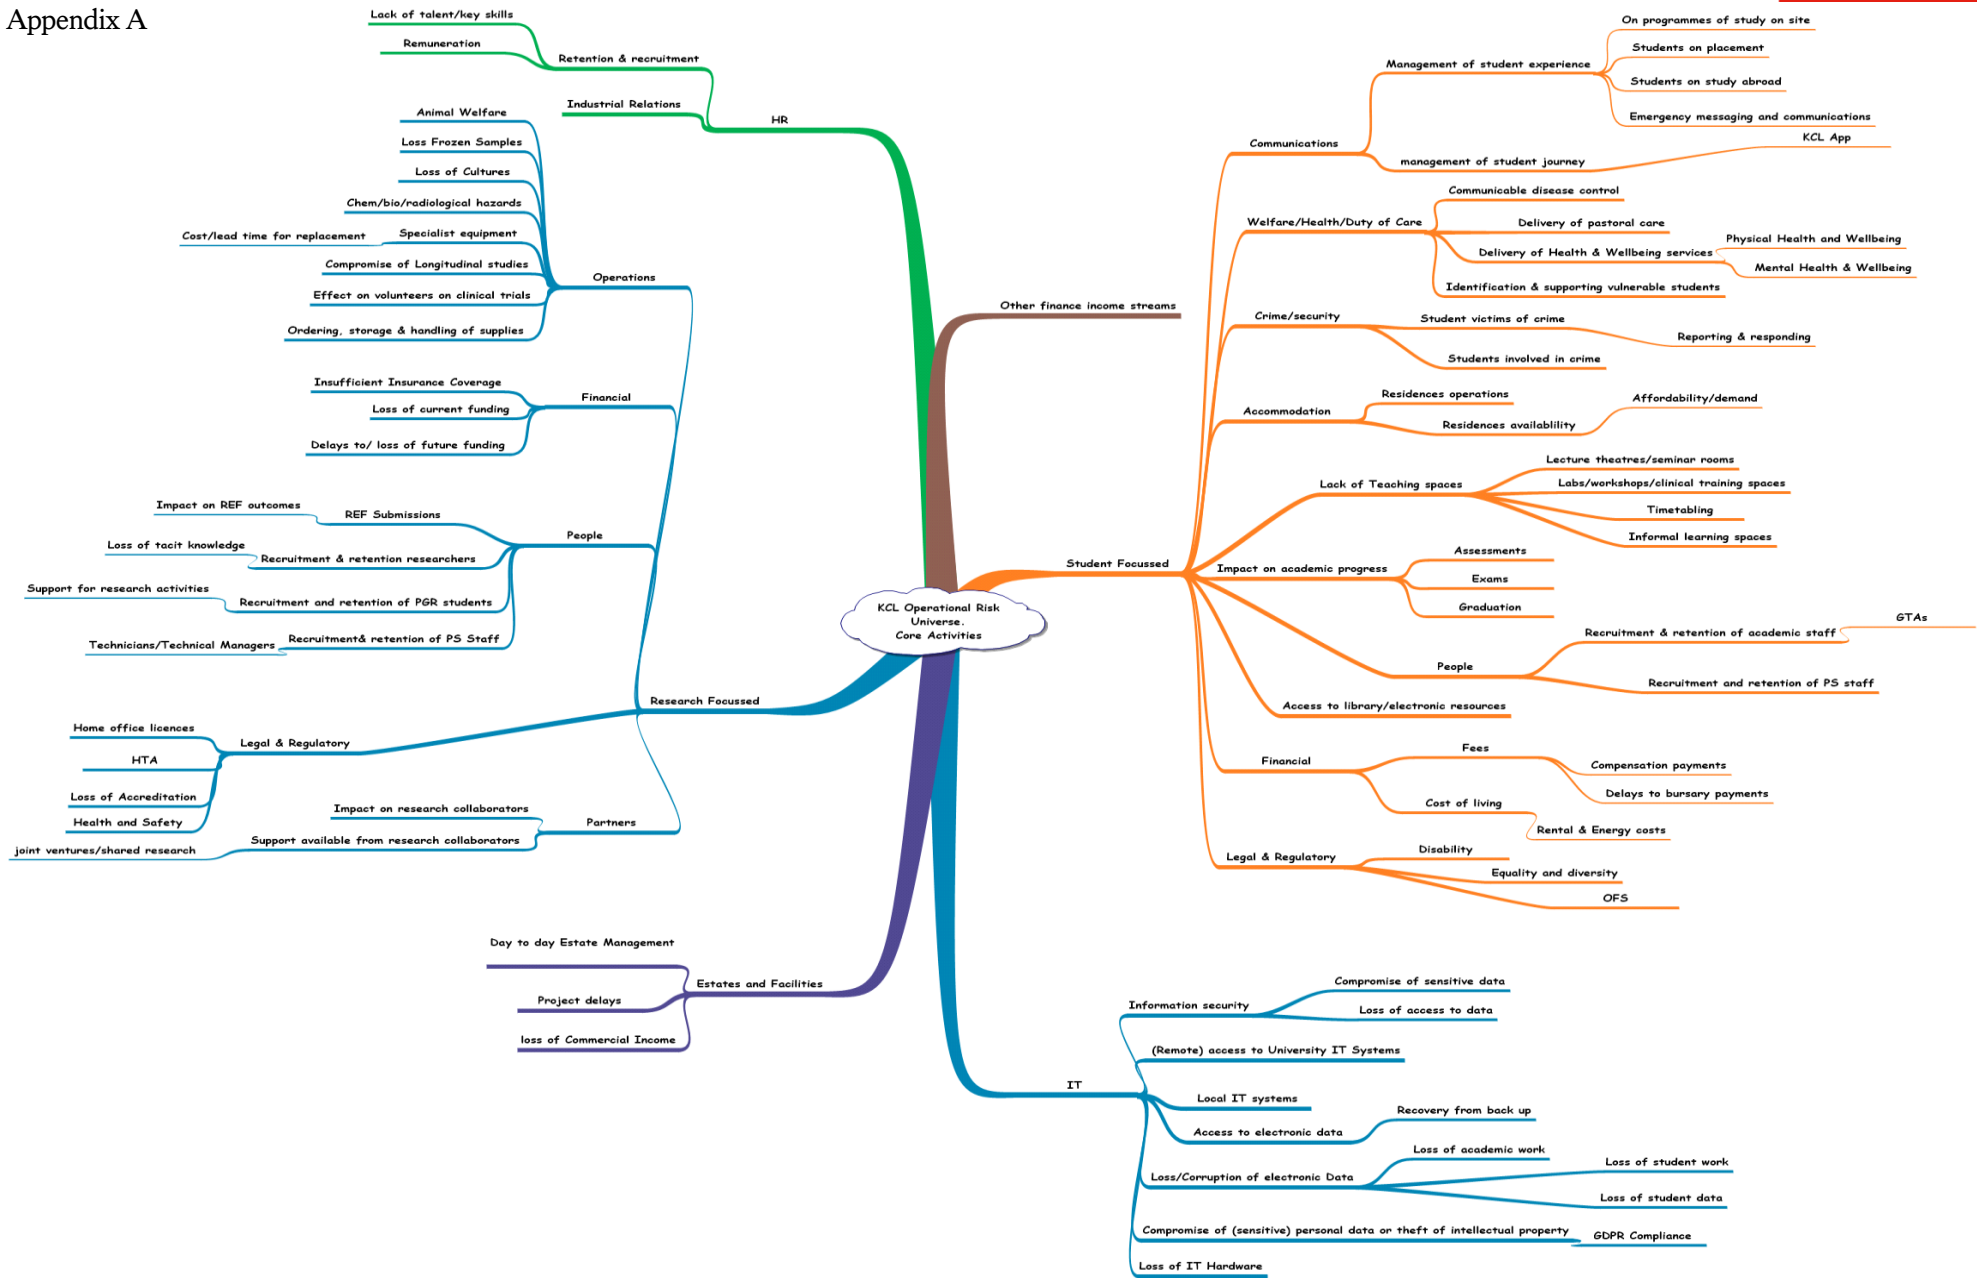 Appendix A
Lack of talent/key skills
Remuneration
Retention & recruitment
Industrial Relations
HR
Animal Welfare
Loss Frozen Samples
Loss of Cultures
Chem/bio/radiological hazards
Cost/lead time for replacement
Specialist equipment
Compromise of Longitudinal studies
Effect on volunteers on clinical trials
Ordering, storage & handling of supplies
Operations
Insufficient Insurance Coverage
Loss of current funding
Delays to/ loss of future funding
Financial
Impact on REF outcomes
REF Submissions
Loss of tacit knowledge
Recruitment & retention researchers
Support for research activities
Recruitment and retention of PGR students
Technicians/Technical Managers
Recruitment& retention of PS Staff
People
Research Focussed
Home office licences
HTA
Loss of Accreditation
Health and Safety
Legal & Regulatory
Impact on research collaborators
joint ventures/shared research
Support available from research collaborators
Partners
Day to day Estate Management
Project delays
loss of Commercial Income
Estates and Facilities
KCL Operational Risk
Universe.
Core Activities
Other finance income streams
Student Focussed
Communications
Management of student experience
On programmes of study on site
Students on placement
Students on study abroad
Emergency messaging and communications
management of student journey
KCL App
Welfare/Health/Duty of Care
Communicable disease control
Delivery of pastoral care
Delivery of Health & Wellbeing services
Physical Health and Wellbeing
Mental Health & Wellbeing
Identification & supporting vulnerable students
Crime/security
Student victims of crime
Reporting & responding
Students involved in crime
Accommodation
Residences operations
Residences availablility
Affordability/demand
Lack of Teaching spaces
Lecture theatres/seminar rooms
Labs/workshops/clinical training spaces
Timetabling
Informal learning spaces
Impact on academic progress
Assessments
Exams
Graduation
People
Recruitment & retention of academic staff
GTAs
Recruitment and retention of PS staff
Access to library/electronic resources
Financial
Fees
Compensation payments
Delays to bursary payments
Cost of living
Rental & Energy costs
Legal & Regulatory
Disability
Equality and diversity
OFS
IT
Information security
Compromise of sensitive data
Loss of access to data
(Remote) access to University IT Systems
Local IT systems
Access to electronic data
Recovery from back up
Loss/Corruption of electronic Data
Loss of academic work
Loss of student work
Loss of student data
Compromise of (sensitive) personal data or theft of intellectual property
GDPR Compliance
Loss of IT Hardware